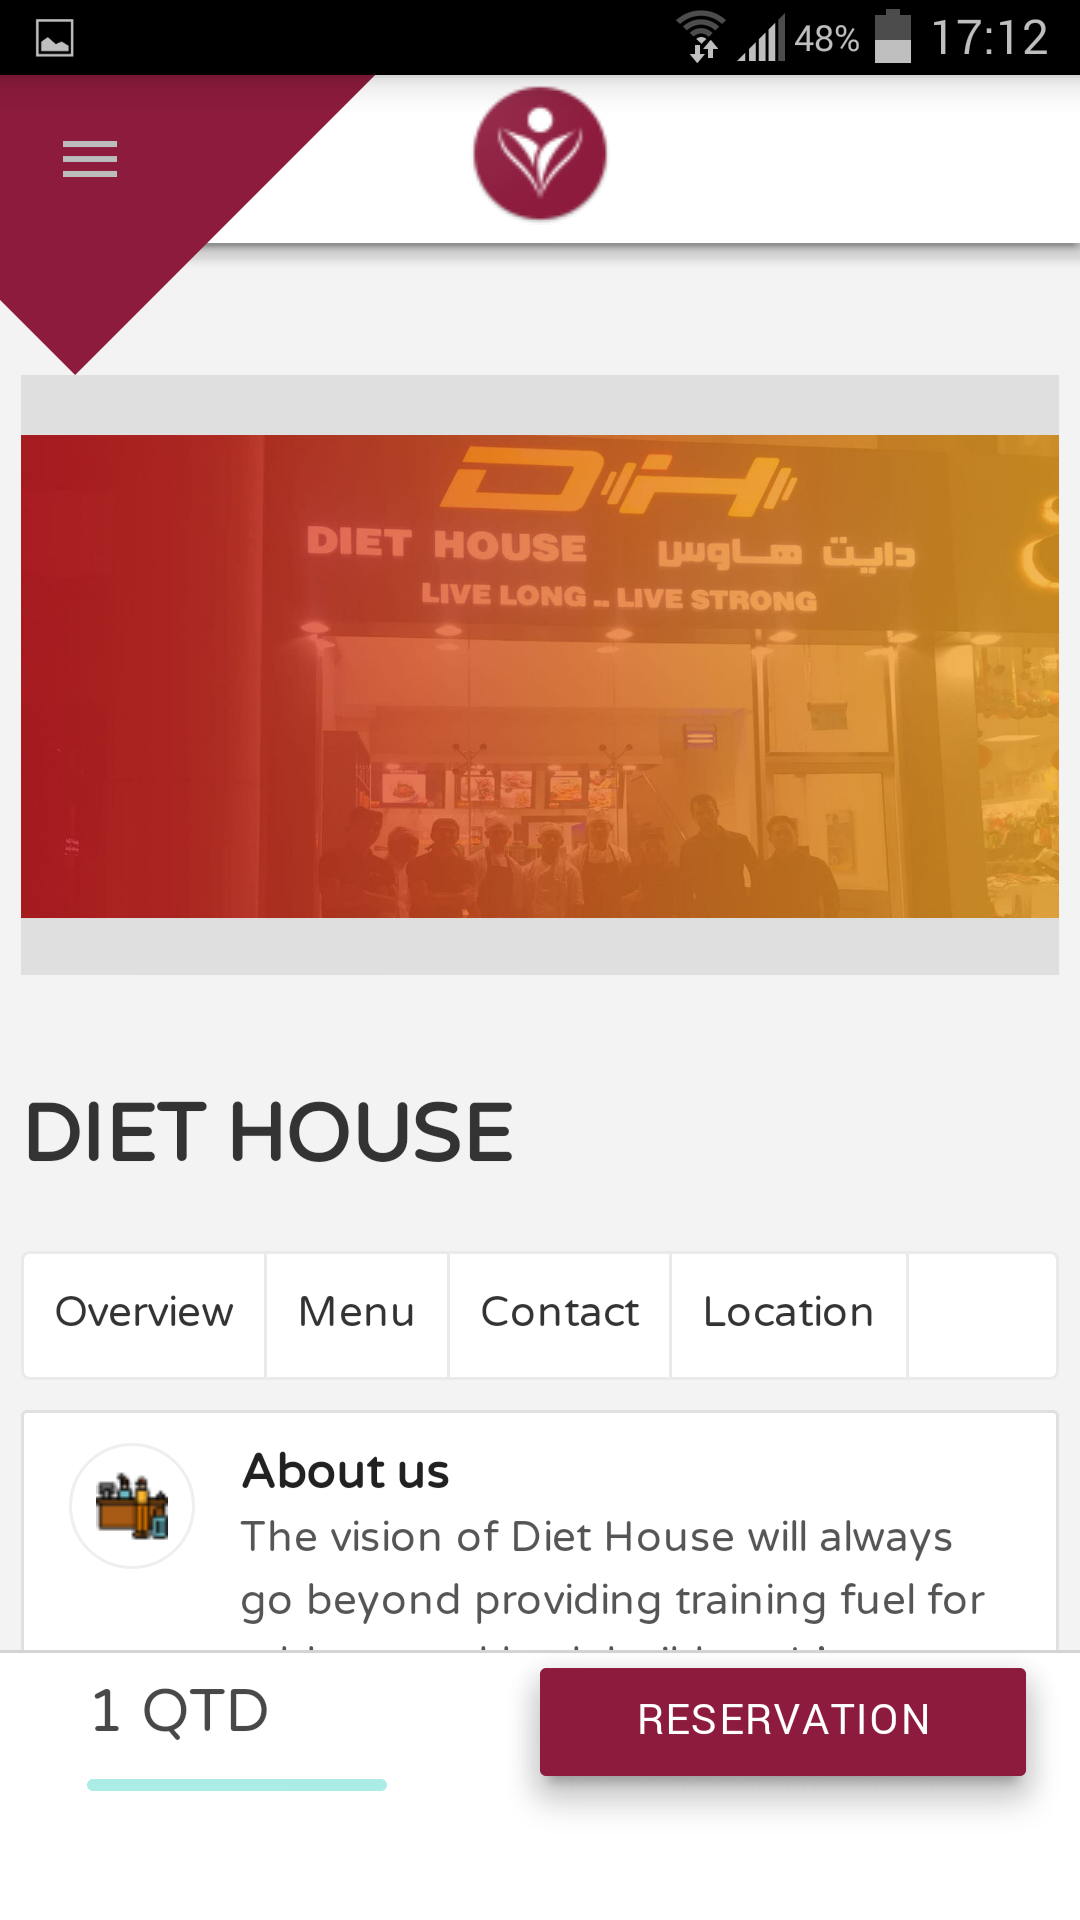 48% 17:12
DH
DIET HOUSE دايت هاوس
LIVE LONG .. LIVE STRONG
DIET HOUSE
Overview Menu Contact Location
About us
The vision of Diet House will always
go beyond providing training fuel for
1 QTD RESERVATION